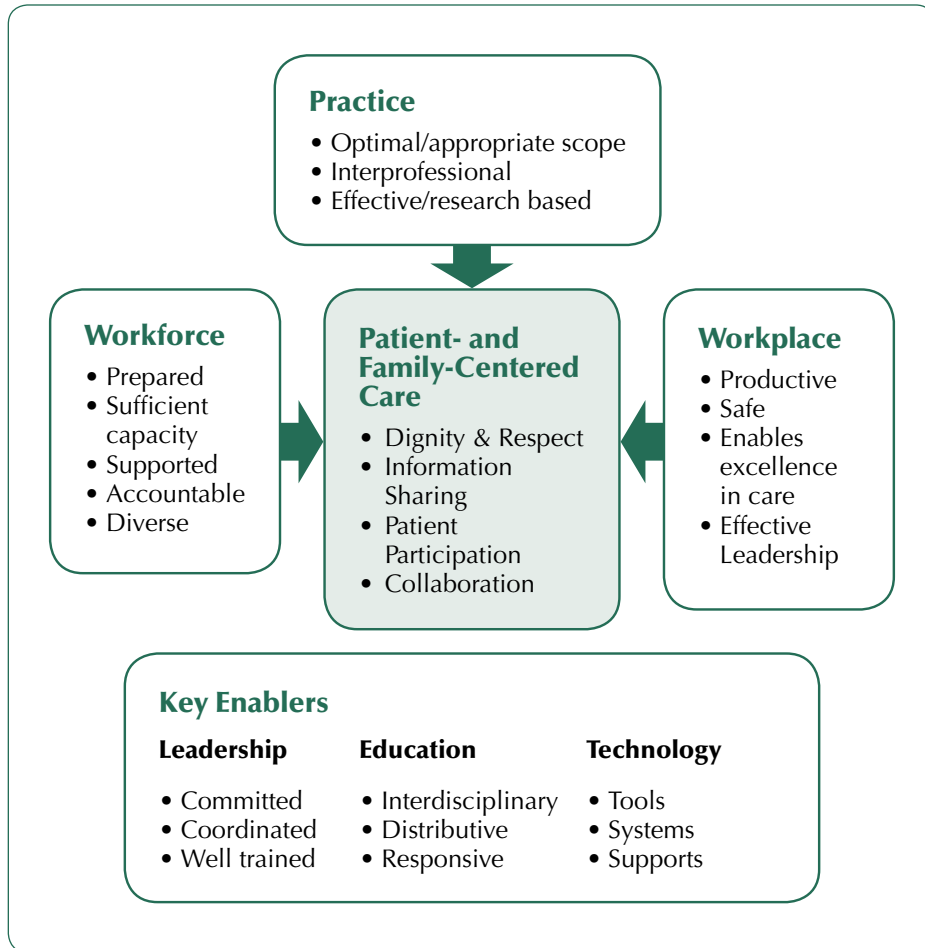 Practice
• Optimal/appropriate scope
• Interprofessional
• Effective/research based
Workforce
• Prepared
• Sufficient
capacity
• Supported
• Accountable
• Diverse
Patient- and
Family-Centered
Care
• Dignity & Respect
• Information
Sharing
• Patient
Participation
• Collaboration
Workplace
• Productive
• Safe
• Enables
excellence
in care
• Effective
Leadership
Key Enablers
Leadership
• Committed
• Coordinated
• Well trained
Education
• Interdisciplinary
• Distributive
• Responsive
Technology
• Tools
• Systems
• Supports